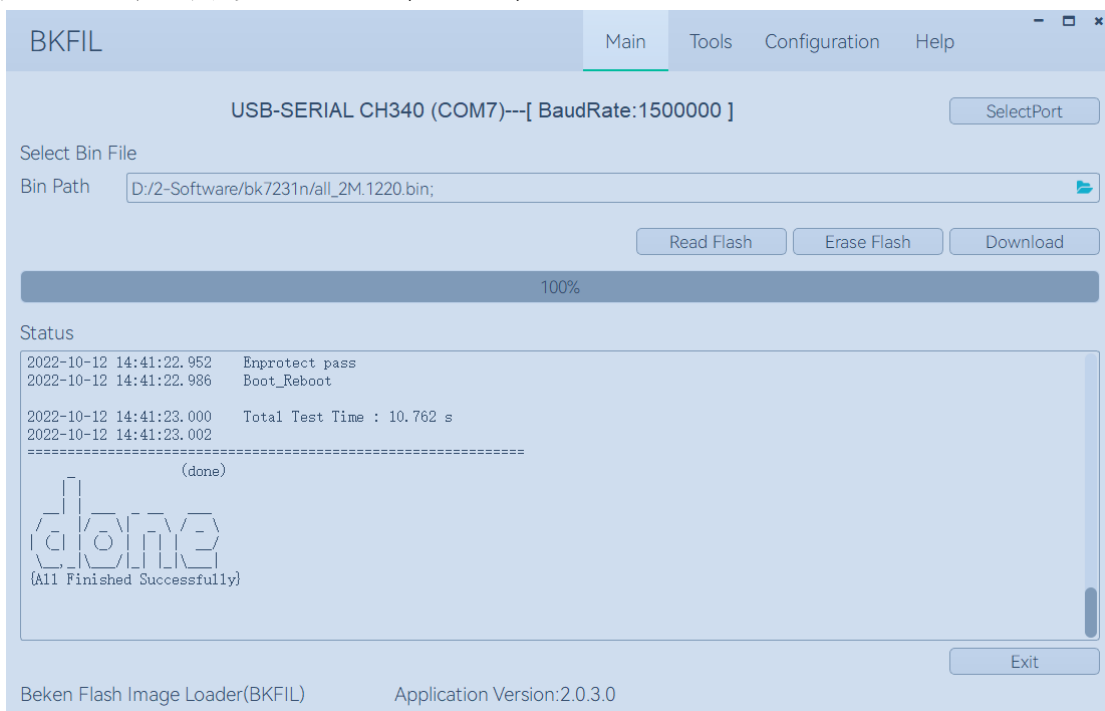 BKFIL
Main
Tools
Configuration
Help
USB-SERIAL CH340 (COM7)---[ BaudRate:1500000 ]
SelectPort
Select Bin File
Bin Path
D:/2-Software/bk7231n/all_2M.1220.bin;
Read Flash
Erase Flash
Download
100%
Status
2022-10-12 14:41:22.952 Enprotect pass
2022-10-12 14:41:22.986 Boot_Reboot
2022-10-12 14:41:23.000 Total Test Time : 10.762 s
2022-10-12 14:41:23.002
==============================================================
(done)
done
{All Finished Successfully}
Exit
Beken Flash Image Loader(BKFIL)
Application Version:2.0.3.0